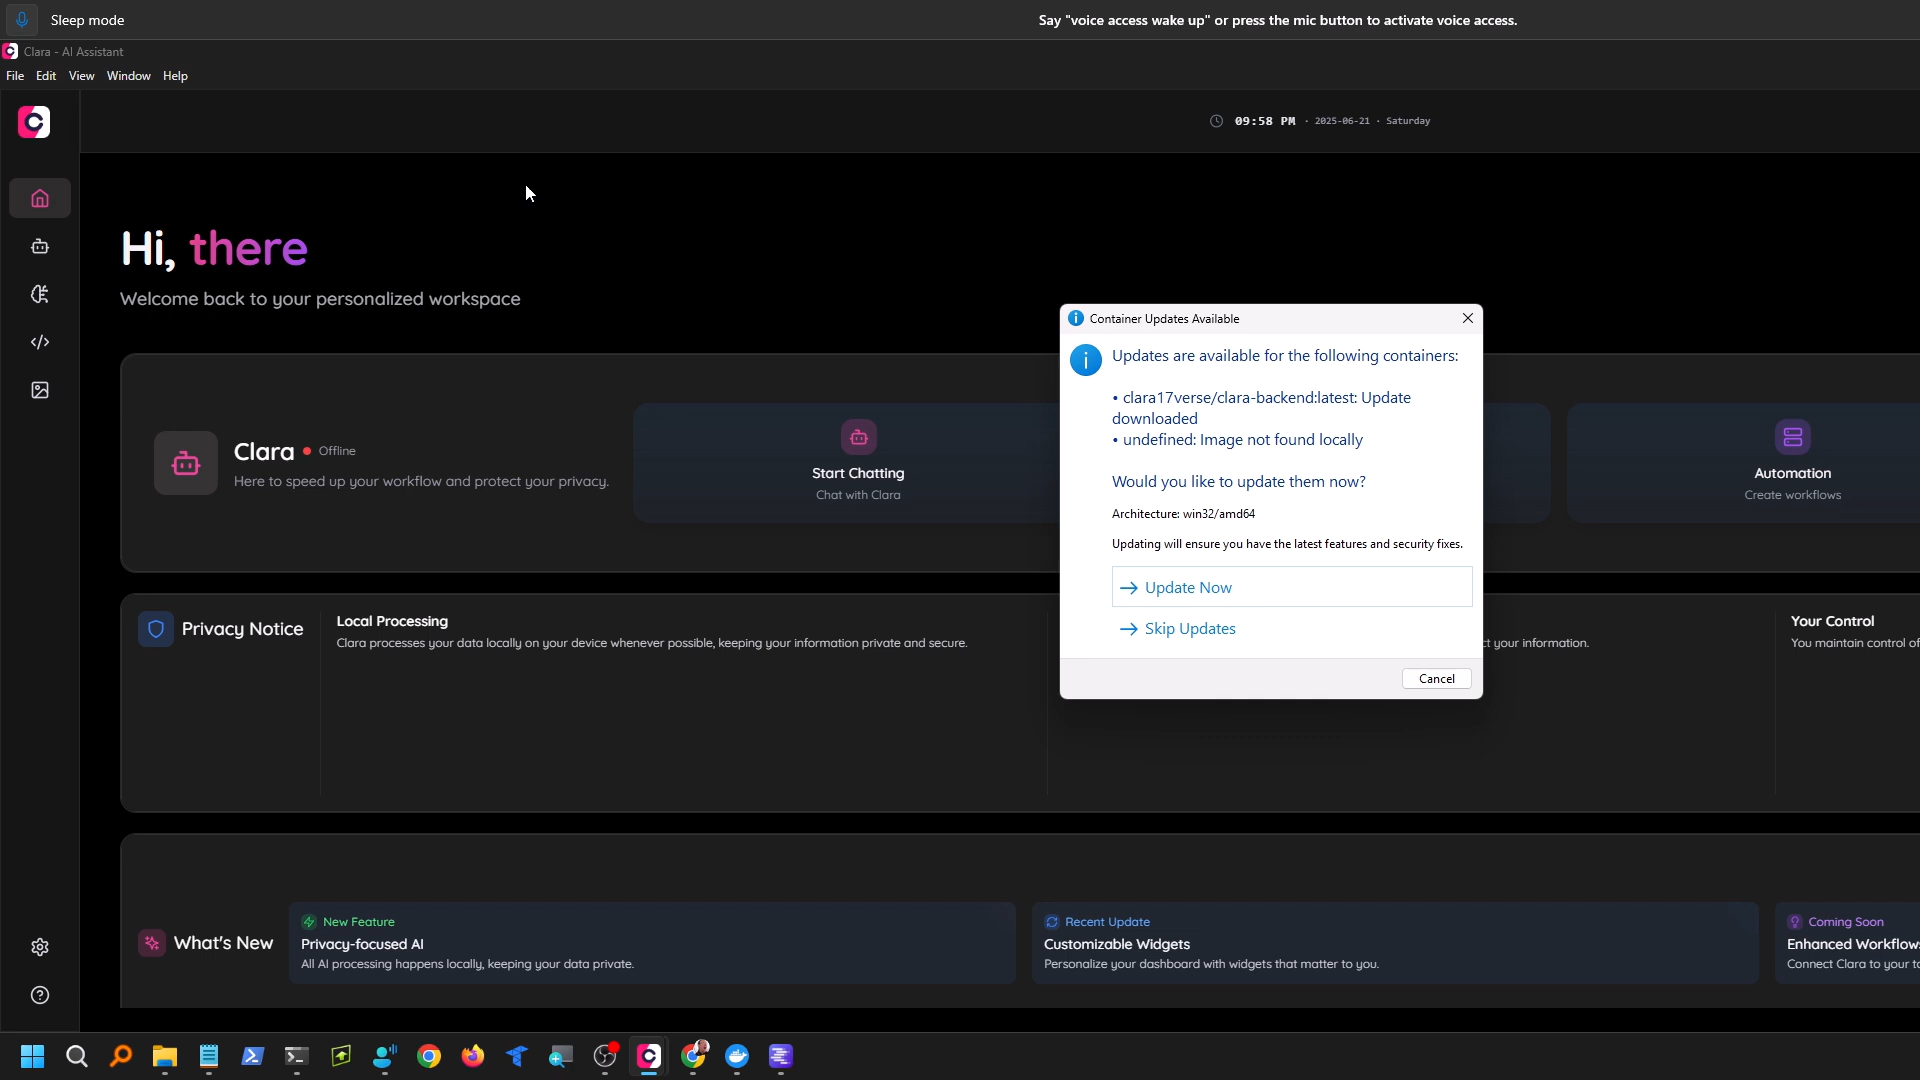 Sleep mode
Say "voice access wake up" or press the mic button to activate voice access.
Clara - AI Assistant
File Edit View Window Help
09:58 PM · 2025-06-21 · Saturday
Hi, there
Welcome back to your personalized workspace
Container Updates Available
Updates are available for the following containers:
• clara17verse/clara-backend:latest: Update
downloaded
• undefined: Image not found locally
Would you like to update them now?
Architecture: win32/amd64
Updating will ensure you have the latest features and security fixes.
Update Now
Skip Updates
Cancel
Clara • Offline
Here to speed up your workflow and protect your privacy.
Start Chatting
Chat with Clara
Automation
Create workflows
Privacy Notice
Local Processing
Clara processes your data locally on your device whenever possible, keeping your information private and secure.
ct your information.
Your Control
You maintain control of
What's New
New Feature
Privacy-focused AI
All AI processing happens locally, keeping your data private.
Recent Update
Customizable Widgets
Personalize your dashboard with widgets that matter to you.
Coming Soon
Enhanced Workflows
Connect Clara to your to